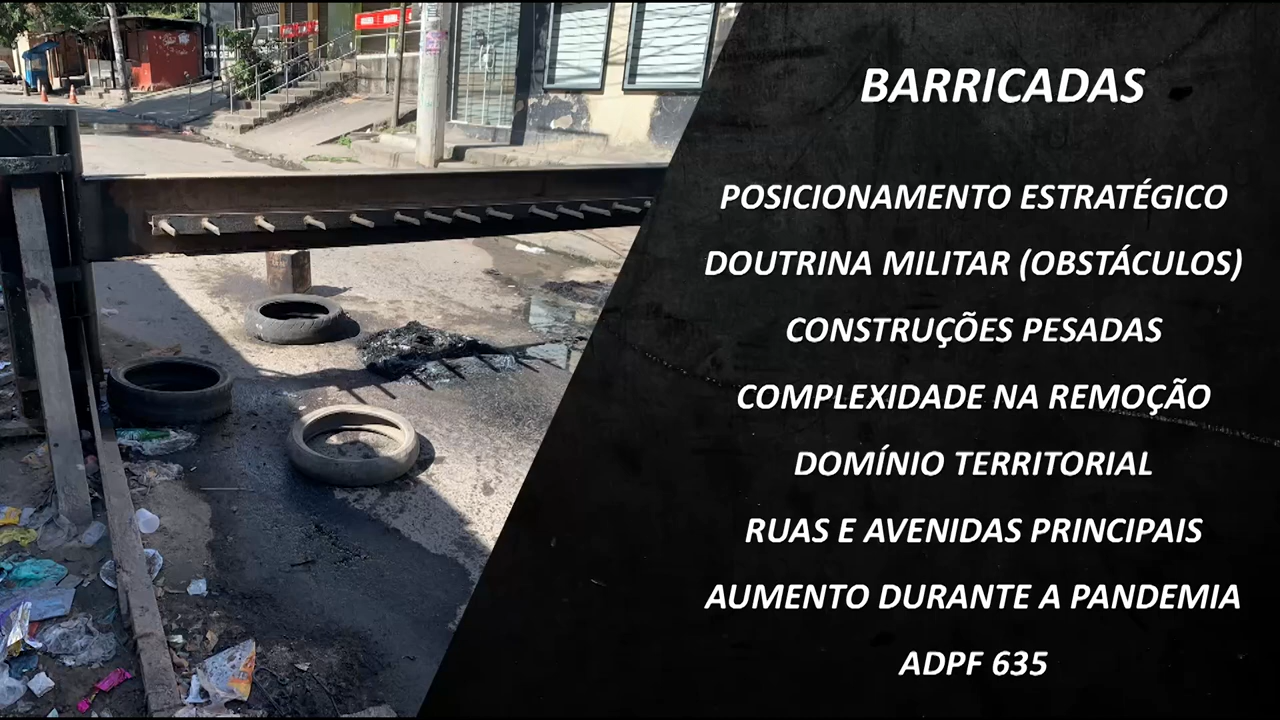 BARRICADAS
POSICIONAMENTO ESTRATÉGICO
DOUTRINA MILITAR (OBSTÁCULOS)
CONSTRUÇÕES PESADAS
COMPLEXIDADE NA REMOÇÃO
DOMÍNIO TERRITORIAL
RUAS E AVENIDAS PRINCIPAIS
AUMENTO DURANTE A PANDEMIA
ADPF 635